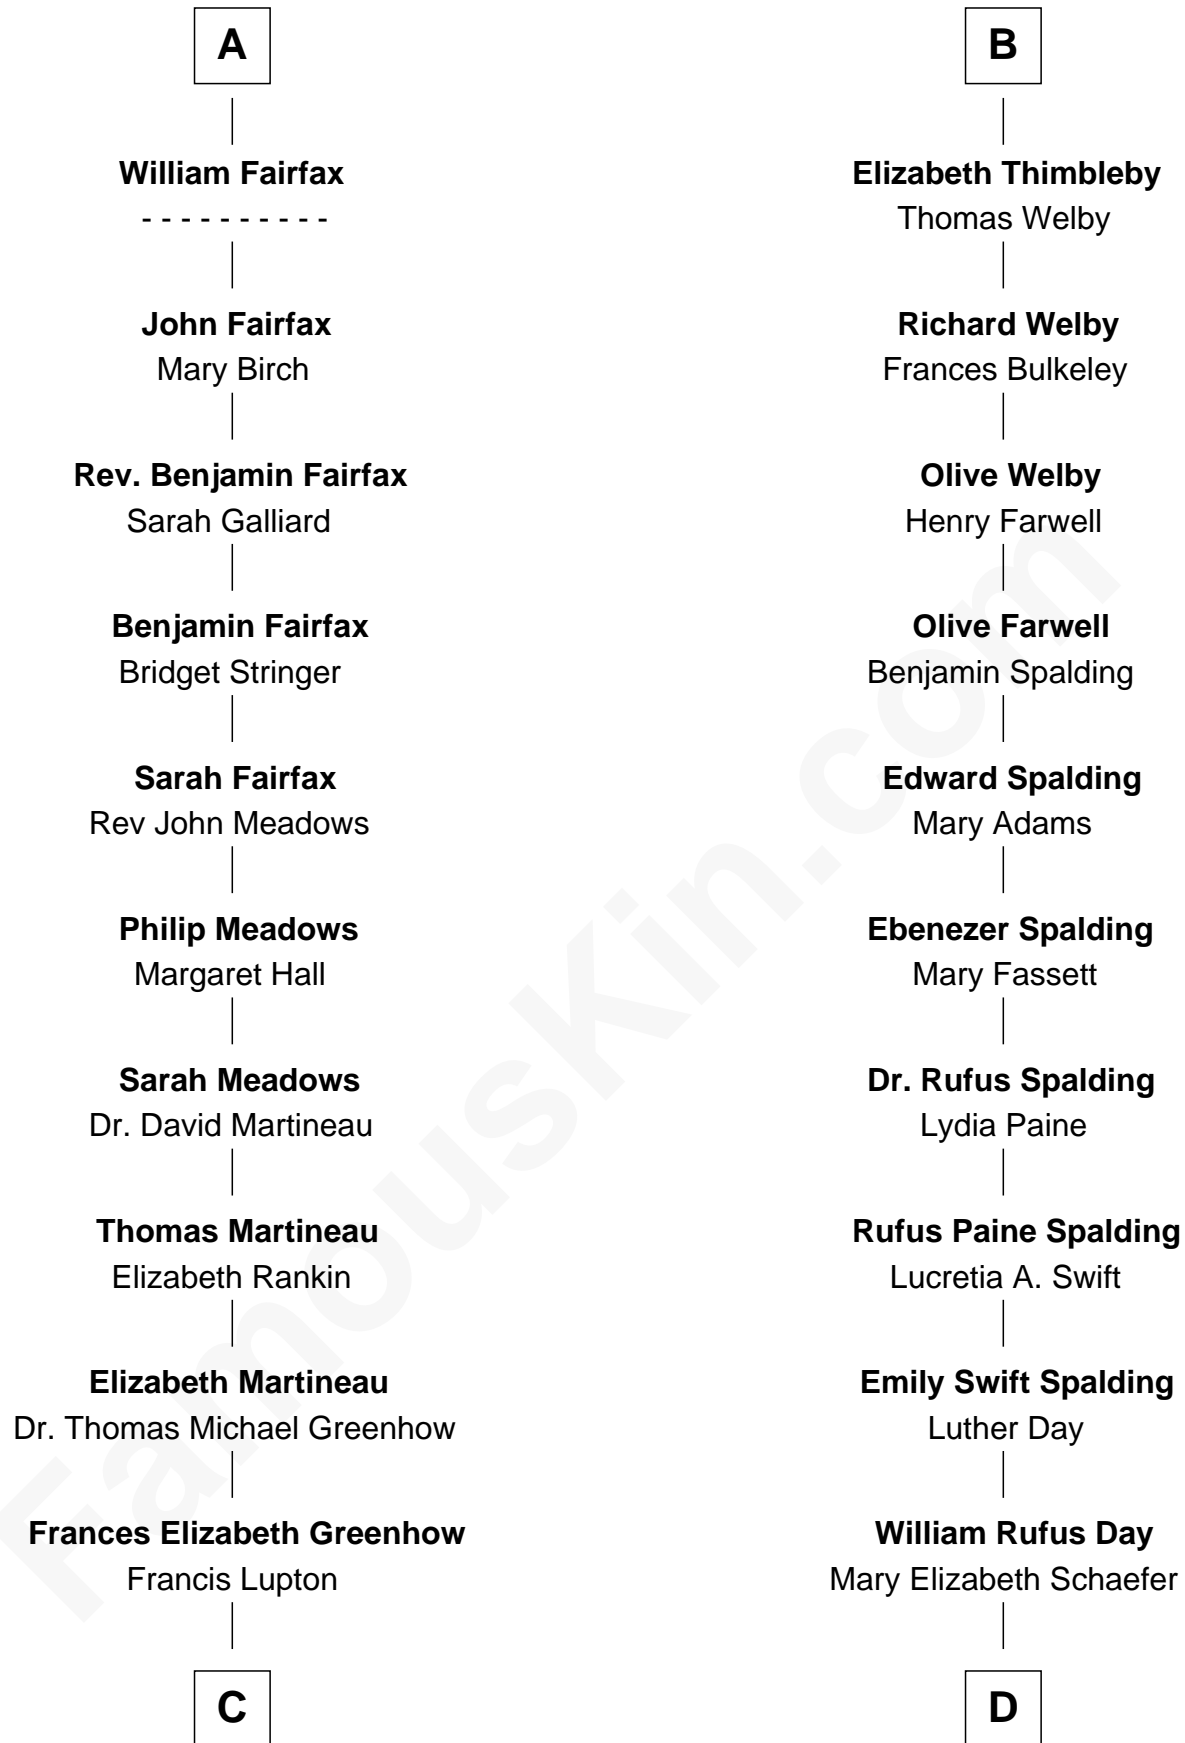 A
William Fairfax
- - - - - - - - - -
John Fairfax
Mary Birch
Rev. Benjamin Fairfax
Sarah Galliard
Benjamin Fairfax
Bridget Stringer
Sarah Fairfax
Rev John Meadows
Philip Meadows
Margaret Hall
Sarah Meadows
Dr. David Martineau
Thomas Martineau
Elizabeth Rankin
Elizabeth Martineau
Dr. Thomas Michael Greenhow
Frances Elizabeth Greenhow
Francis Lupton
C
B
Elizabeth Thimbleby
Thomas Welby
Richard Welby
Frances Bulkeley
Olive Welby
Henry Farwell
Olive Farwell
Benjamin Spalding
Edward Spalding
Mary Adams
Ebenezer Spalding
Mary Fassett
Dr. Rufus Spalding
Lydia Paine
Rufus Paine Spalding
Lucretia A. Swift
Emily Swift Spalding
Luther Day
William Rufus Day
Mary Elizabeth Schaefer
D
FamousKin.com